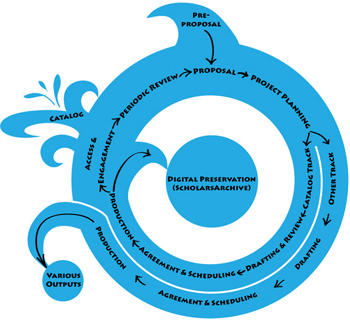 Pre-
proposal
Proposal
Project Planning
Other Track
Drafting
Agreement & Scheduling
Production
Various
Outputs
Catalog Track
Drafting & Review
Agreement & Scheduling
Production
Digital Preservation
(ScholarsArchive)
Access &
Engagement
Catalog
Periodic Review